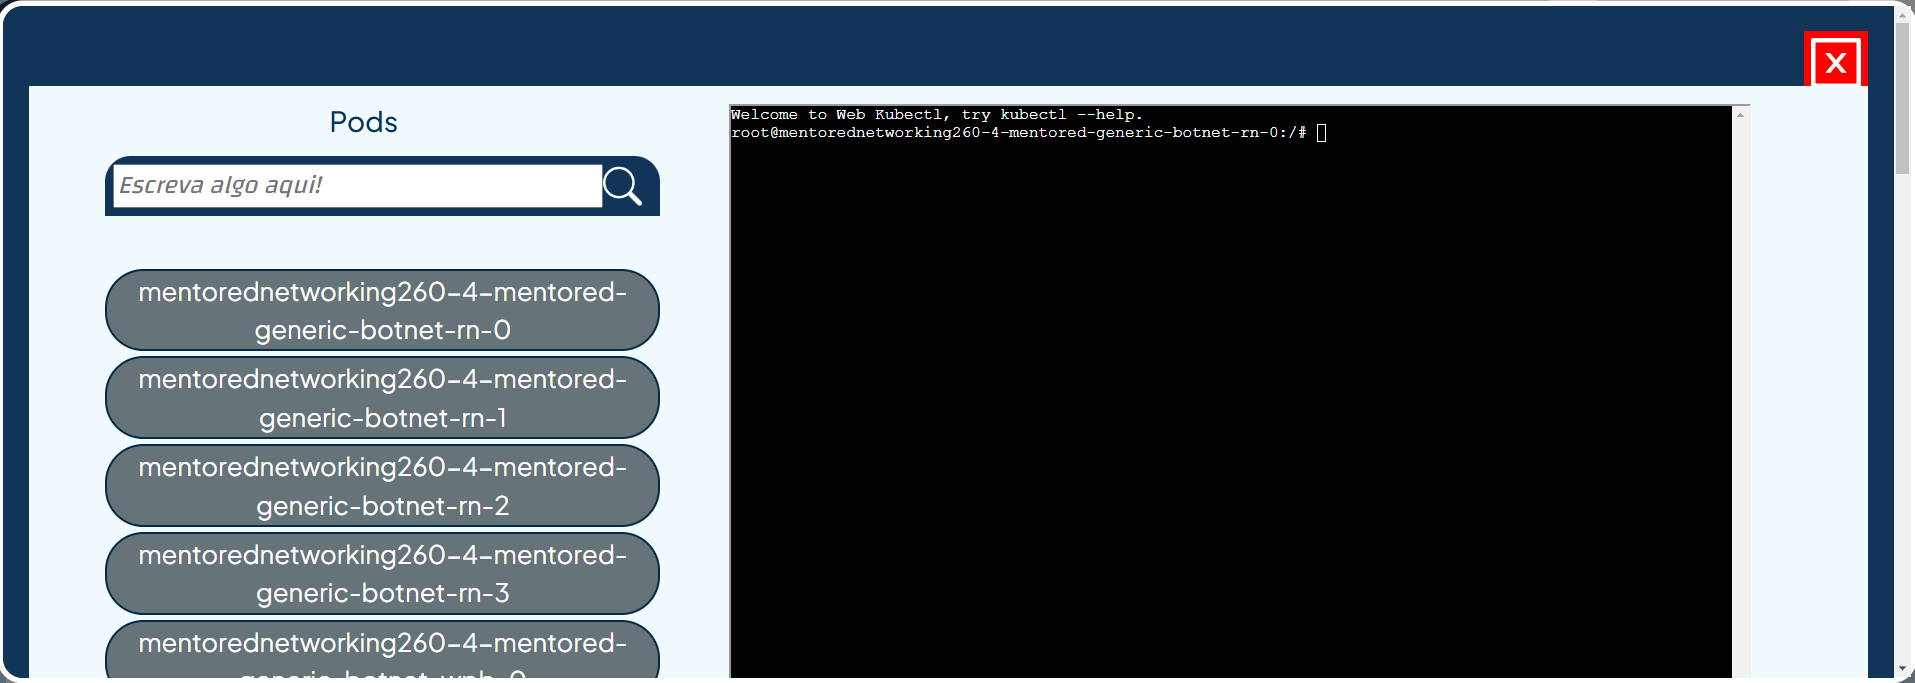 X
Pods
Escreva algo aqui!
mentorednetworking260-4-mentored-
generic-botnet-rn-0
mentorednetworking260-4-mentored-
generic-botnet-rn-1
mentorednetworking260-4-mentored-
generic-botnet-rn-2
mentorednetworking260-4-mentored-
generic-botnet-rn-3
mentorednetworking260-4-mentored-
Welcome to Web Kubectl, try kubectl --help.
root@mentorednetworking260-4-mentored-generic-botnet-rn-0:/#